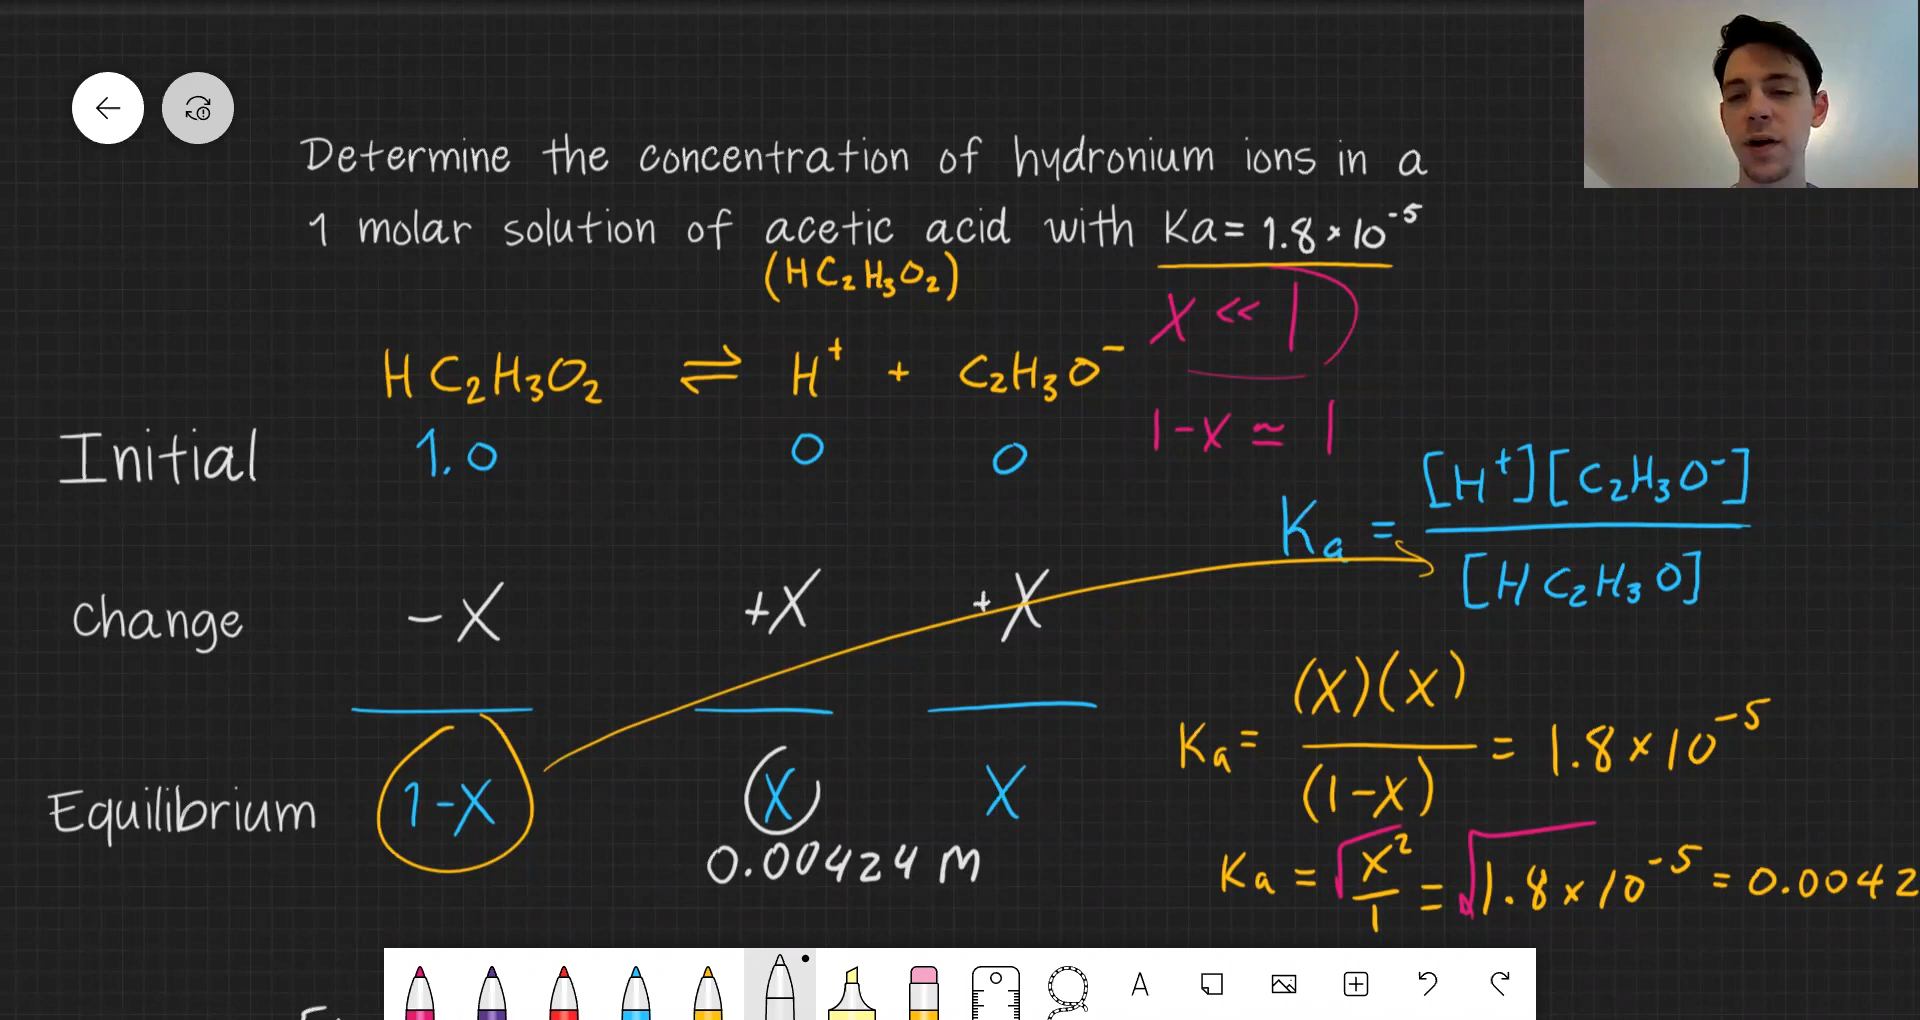 Determine the concentration of hydronium ions in a
1 molar solution of acetic acid with Ka = 1.8 × 10⁻⁵
(HC₂H₃O₂)
X << 1
HC₂H₃O₂ ⇌ H⁺ + C₂H₃O⁻
1-X ≃ 1
Initial 1.0 0 0
Ka = [H⁺][C₂H₃O⁻]
[HC₂H₃O]
Change -X +X +X
Ka = (X)(X) = 1.8 × 10⁻⁵
(1-X)
Equilibrium 1-X X X
0.00424 M
Ka = √X²/1 = √1.8 × 10⁻⁵ = 0.0042
A